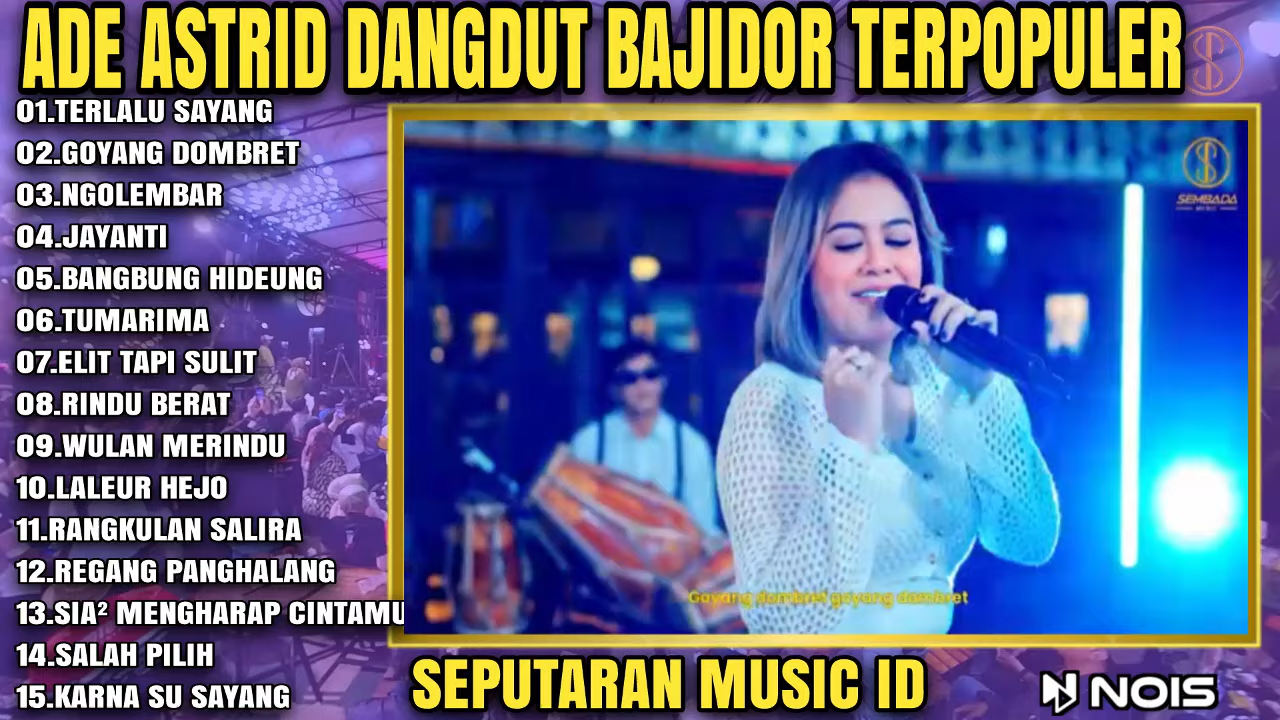 ADE ASTRID DANGDUT BAJIDOR TERPOPULER
01.TERLALU SAYANG
02.GOYANG DOMBRET
03.NGOLEMBAR
04.JAYANTI
05.BANGBUNG HIDEUNG
06.TUMARIMA
07.ELIT TAPI SULIT
08.RINDU BERAT
09.WULAN MERINDU
10.LALEUR HEJO
11.RANGKULAN SALIRA
12.REGANG PANGHALANG
13.SIA² MENGHARAP CINTAMU
14.SALAH PILIH
15.KARNA SU SAYANG
SEMBADA
MUSIC
Goyang dombret goyang dombret
SEPUTARAN MUSIC ID
NOIS